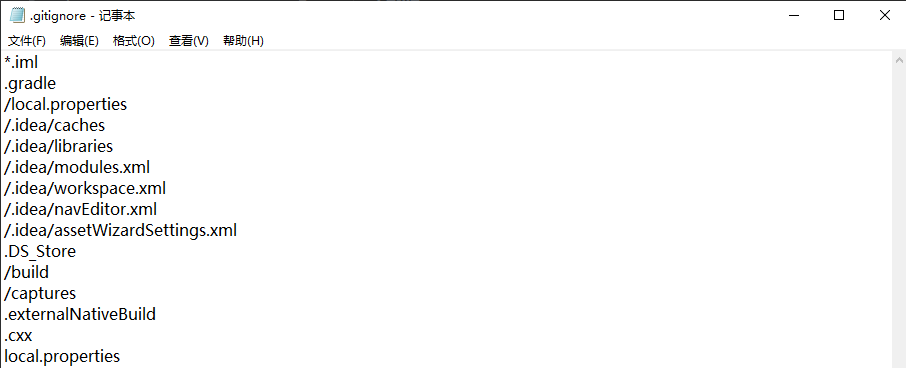 .gitignore - 记事本
文件(F) 编辑(E) 格式(O) 查看(V) 帮助(H)
*.iml
.gradle
/local.properties
/.idea/caches
/.idea/libraries
/.idea/modules.xml
/.idea/workspace.xml
/.idea/navEditor.xml
/.idea/assetWizardSettings.xml
.DS_Store
/build
/captures
.externalNativeBuild
.cxx
local.properties